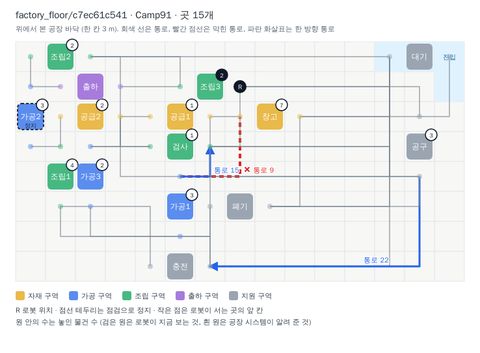 factory_floor/c7ec61c541 · Camp91 · 곳 15개
위에서 본 공장 바닥 (한 칸 3 m). 회색 선은 통로, 빨간 점선은 막힌 통로, 파란 화살표는 한 방향 통로
조립2 2
대기
진입
출하
조립3 2
R
가공2 3
정지
공급2 2
공급1 1
창고 7
검사 1
공구 3
조립1 4
가공3 2
통로 15
✕ 통로 9
가공1 3
폐기
충전
통로 22
자재 구역
가공 구역
조립 구역
출하 구역
지원 구역
R 로봇 위치 · 점선 테두리는 점검으로 정지 · 작은 점은 로봇이 서는 곳의 앞 칸
원 안의 수는 놓인 물건 수 (검은 원은 로봇이 지금 보는 것, 흰 원은 공장 시스템이 알려 준 것)